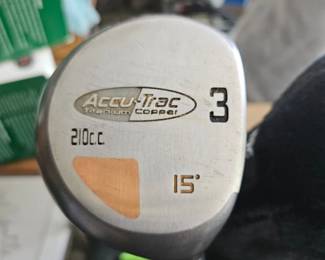 Accu-Trac
Titanium Copper
3
210c.c.
15°